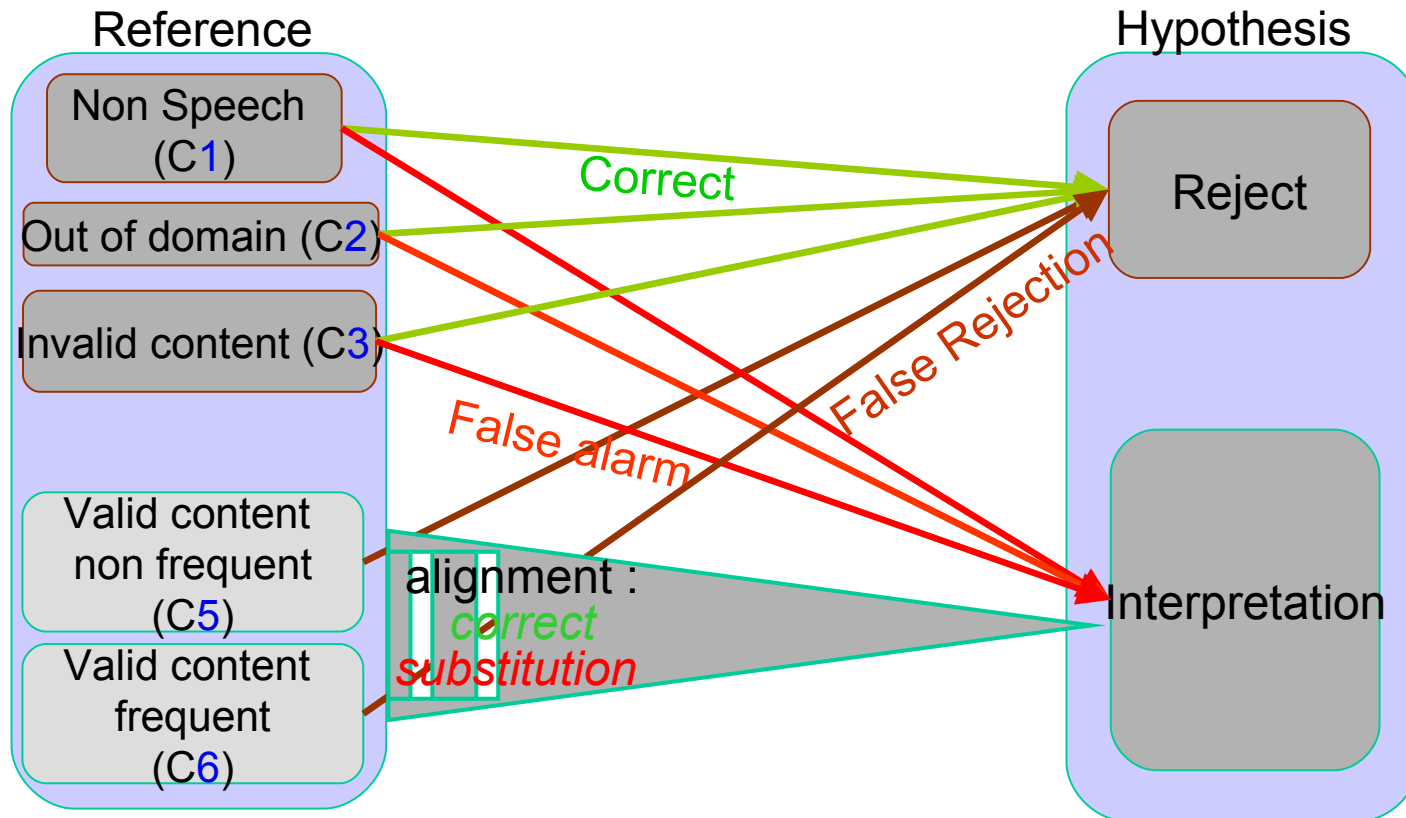 Reference
Non Speech
(C1)
Out of domain (C2)
Invalid content (C3)
Valid content
non frequent
(C5)
Valid content
frequent
(C6)
Correct
False alarm
False Rejection
alignment :
correct
substitution
Hypothesis
Reject
Interpretation